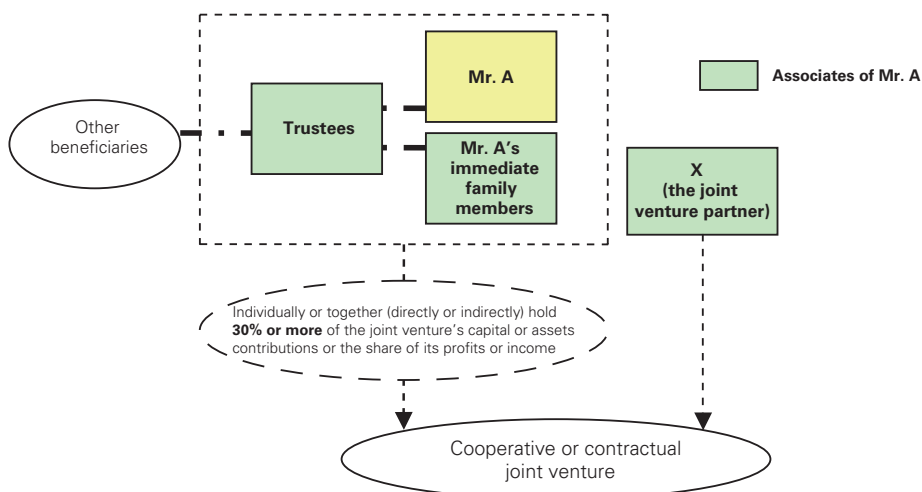 Mr. A
Associates of Mr. A
Other
beneficiaries
Trustees
Mr. A's
immediate
family
members
X
(the joint
venture partner)
Individually or together (directly or indirectly) hold
30% or more of the joint venture's capital or assets
contributions or the share of its profits or income
Cooperative or contractual
joint venture